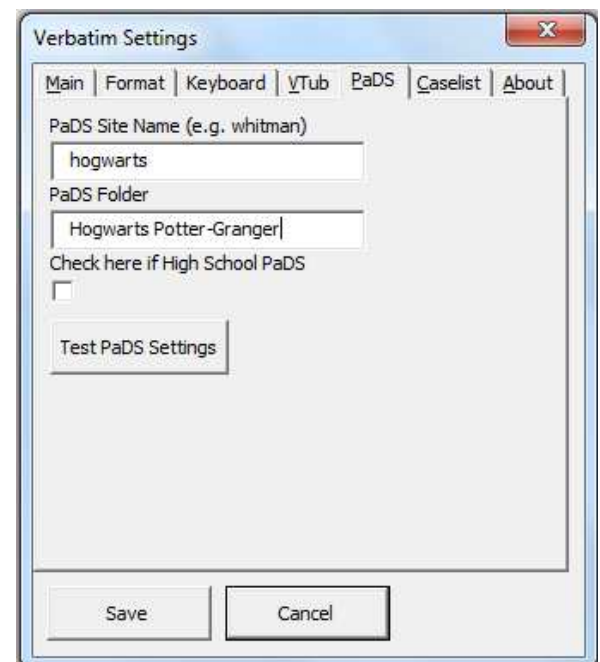 Verbatim Settings
Main Format Keyboard VTub PaDS Caselist About
PaDS Site Name (e.g. whitman)
hogwarts
PaDS Folder
Hogwarts Potter-Granger
Check here if High School PaDS
Test PaDS Settings
Save Cancel